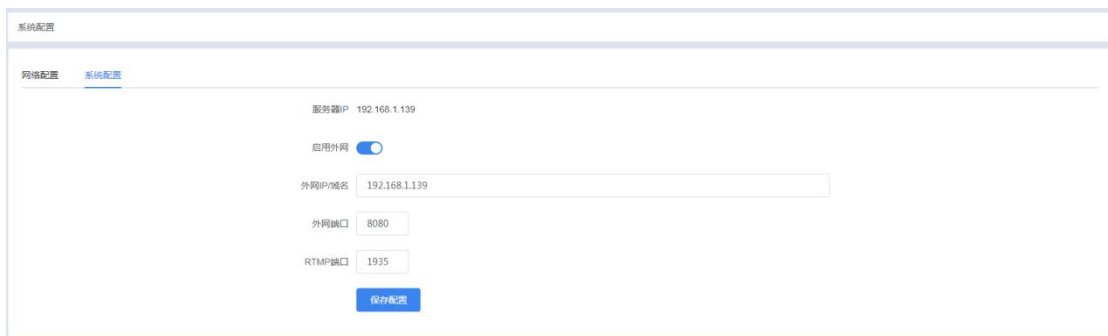 系统配置
网络配置 系统配置
服务器IP 192.168.1.139
启用外网
外网IP/域名 192.168.1.139
外网端口 8080
RTMP端口 1935
保存配置